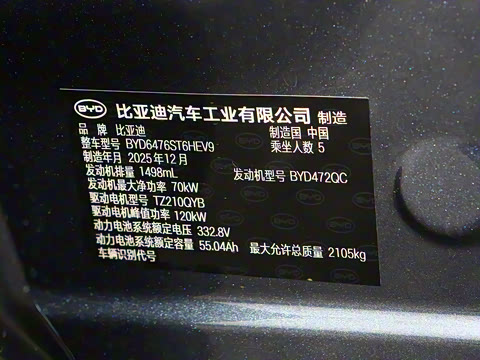 BYD 比亚迪汽车工业有限公司 制造
品 牌 比亚迪 制造国 中国
整车型号 BYD6476ST6HEV9 乘坐人数 5
制造年月 2025年12月
发动机排量 1498mL 发动机型号 BYD472QC
发动机最大净功率 70kW
驱动电机型号 TZ210QYB
驱动电机峰值功率 120kW
动力电池系统额定电压 332.8V
动力电池系统额定容量 55.04Ah 最大允许总质量 2105kg
车辆识别代号